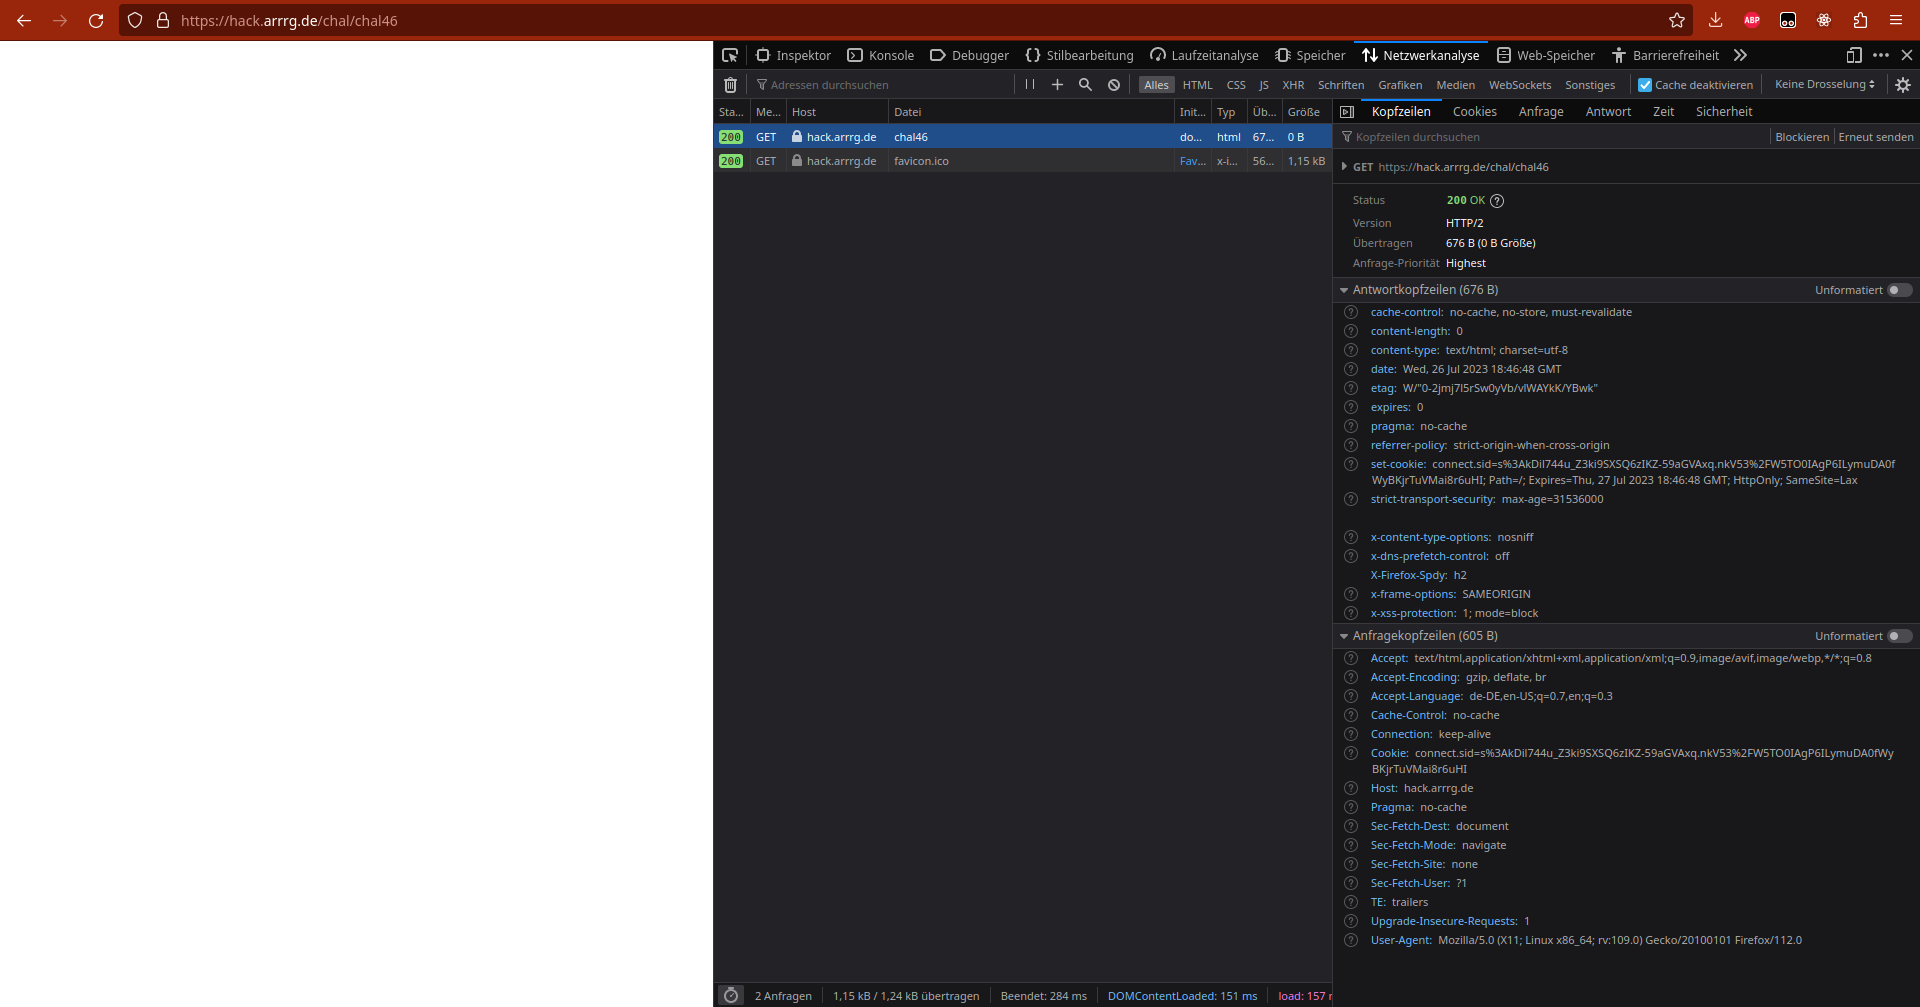 https://hack.arrrg.de/chal/chal46
ABP
Inspektor Konsole Debugger Stilbearbeitung Laufzeitanalyse Speicher Netzwerkanalyse Web-Speicher Barrierefreiheit
Adressen durchsuchen
Alles HTML CSS JS XHR Schriften Grafiken Medien WebSockets Sonstiges Cache deaktivieren Keine Drosselung
Sta... Me... Host Datei Init... Typ Üb... Größe
200 GET hack.arrrg.de chal46 do... html 67... 0 B
200 GET hack.arrrg.de favicon.ico Fav... x-i... 56... 1,15 kB
Kopfzeilen Cookies Anfrage Antwort Zeit Sicherheit
Kopfzeilen durchsuchen Blockieren Erneut senden
GET https://hack.arrrg.de/chal/chal46
Status 200 OK
Version HTTP/2
Übertragen 676 B (0 B Größe)
Anfrage-Priorität Highest
Antwortkopfzeilen (676 B) Unformatiert
cache-control: no-cache, no-store, must-revalidate
content-length: 0
content-type: text/html; charset=utf-8
date: Wed, 26 Jul 2023 18:46:48 GMT
etag: W/"0-2jmj7l5rSw0yVb/vlWAYkK/YBwk"
expires: 0
pragma: no-cache
referrer-policy: strict-origin-when-cross-origin
set-cookie: connect.sid=s%3AkDil744u_Z3ki9SXSQ6zIKZ-59aGVAxq.nkV53%2FW5TO0IAgP6ILymuDA0f
WyBKjrTuVMai8r6uHI; Path=/; Expires=Thu, 27 Jul 2023 18:46:48 GMT; HttpOnly; SameSite=Lax
strict-transport-security: max-age=31536000
x-content-type-options: nosniff
x-dns-prefetch-control: off
X-Firefox-Spdy: h2
x-frame-options: SAMEORIGIN
x-xss-protection: 1; mode=block
Anfragekopfzeilen (605 B) Unformatiert
Accept: text/html,application/xhtml+xml,application/xml;q=0.9,image/avif,image/webp,*/*;q=0.8
Accept-Encoding: gzip, deflate, br
Accept-Language: de-DE,en-US;q=0.7,en;q=0.3
Cache-Control: no-cache
Connection: keep-alive
Cookie: connect.sid=s%3AkDil744u_Z3ki9SXSQ6zIKZ-59aGVAxq.nkV53%2FW5TO0IAgP6ILymuDA0fWy
BKjrTuVMai8r6uHI
Host: hack.arrrg.de
Pragma: no-cache
Sec-Fetch-Dest: document
Sec-Fetch-Mode: navigate
Sec-Fetch-Site: none
Sec-Fetch-User: ?1
TE: trailers
Upgrade-Insecure-Requests: 1
User-Agent: Mozilla/5.0 (X11; Linux x86_64; rv:109.0) Gecko/20100101 Firefox/112.0
2 Anfragen 1,15 kB / 1,24 kB übertragen Beendet: 284 ms DOMContentLoaded: 151 ms load: 157